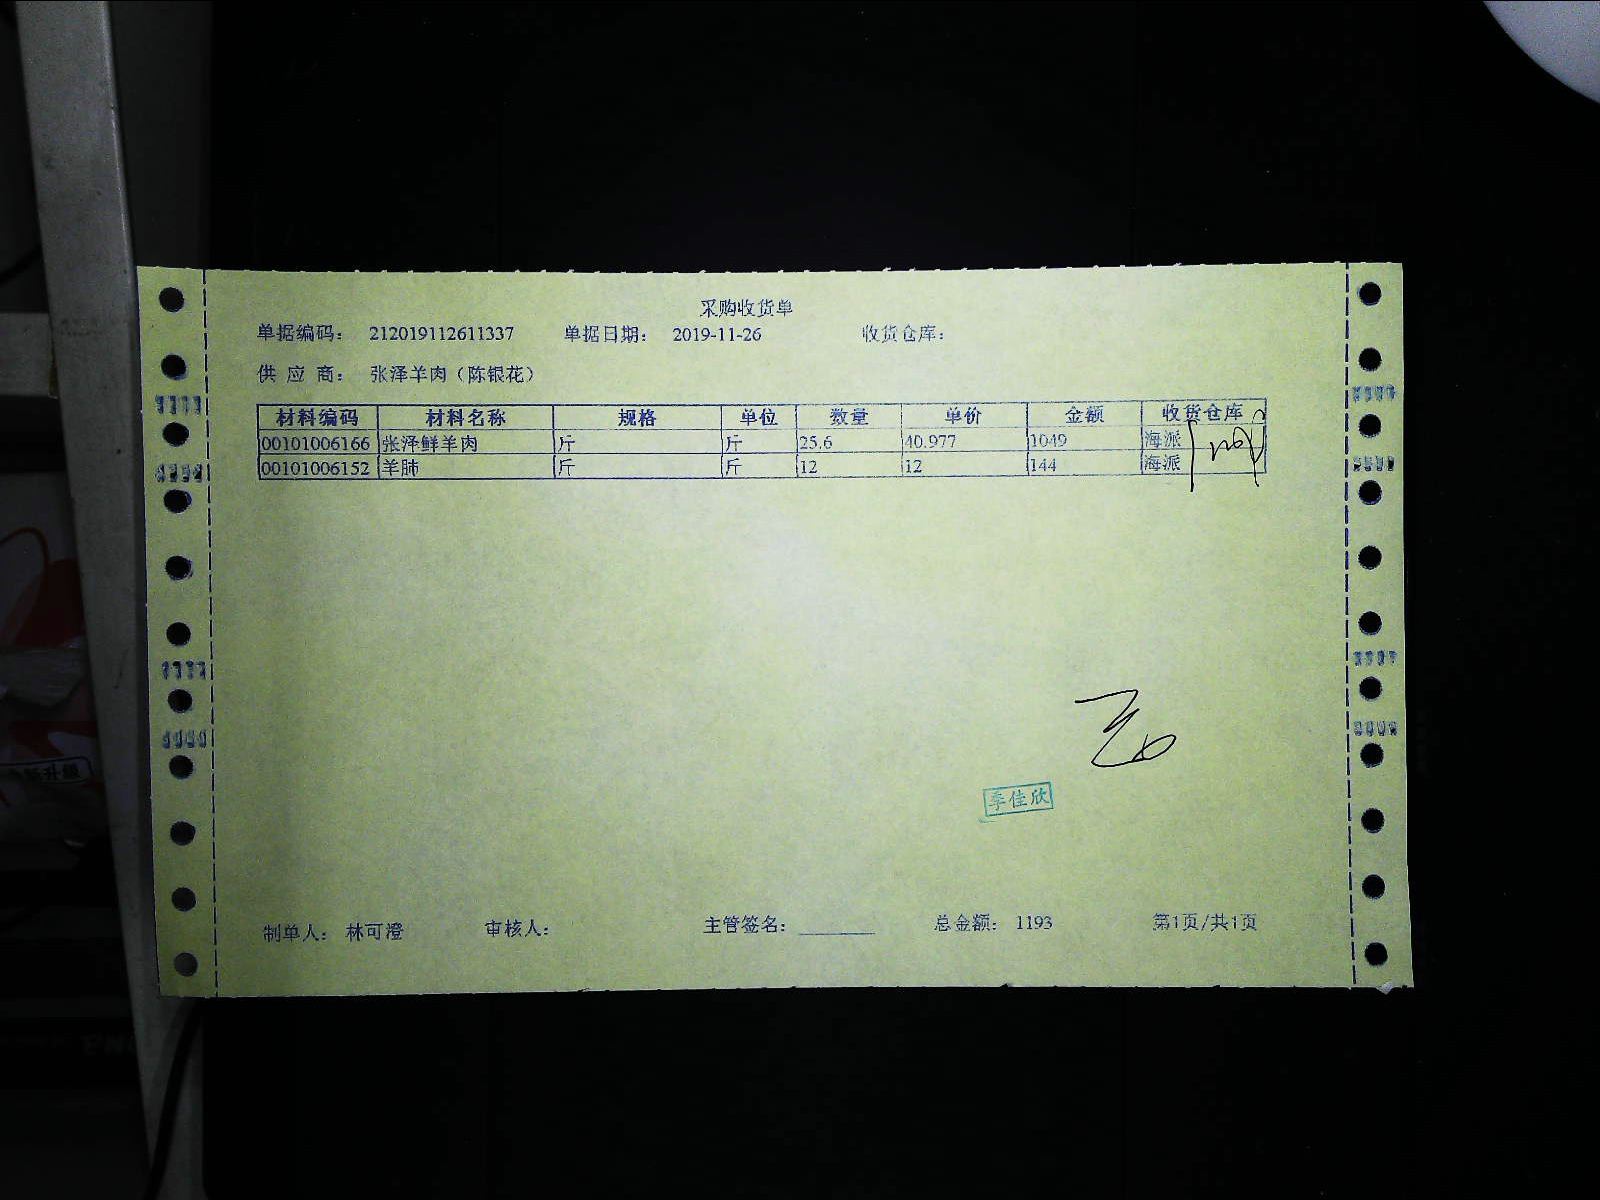 采购收货单
单据编码： 212019112611337 单据日期： 2019-11-26 收货仓库：
供 应 商： 张泽羊肉（陈银花）
材料编码 材料名称 规格 单位 数量 单价 金额 收货仓库
00101006166 张泽鲜羊肉 斤 斤 25.6 40.977 1049 海派
00101006152 羊肺 斤 斤 12 12 144 海派
季佳欣
制单人： 林可澄 审核人： 主管签名： 总金额： 1193 第1页/共1页